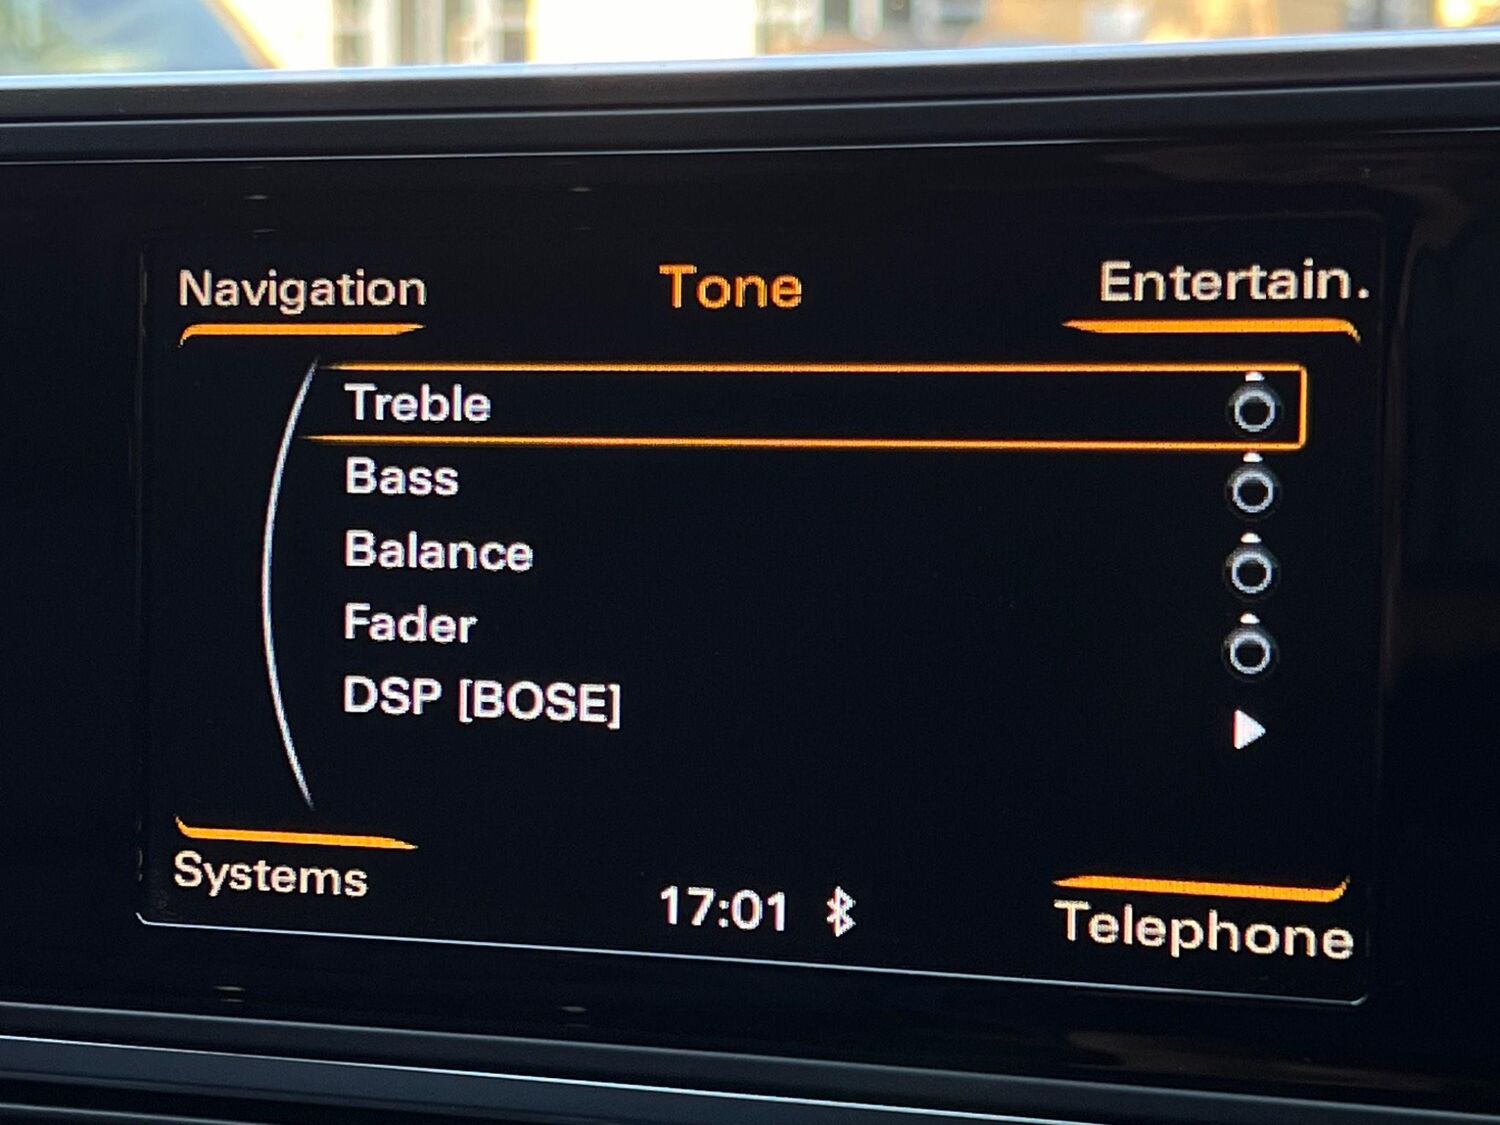 Navigation
Tone
Entertain.
Treble
Bass
Balance
Fader
DSP [BOSE]
Systems
17:01
Telephone